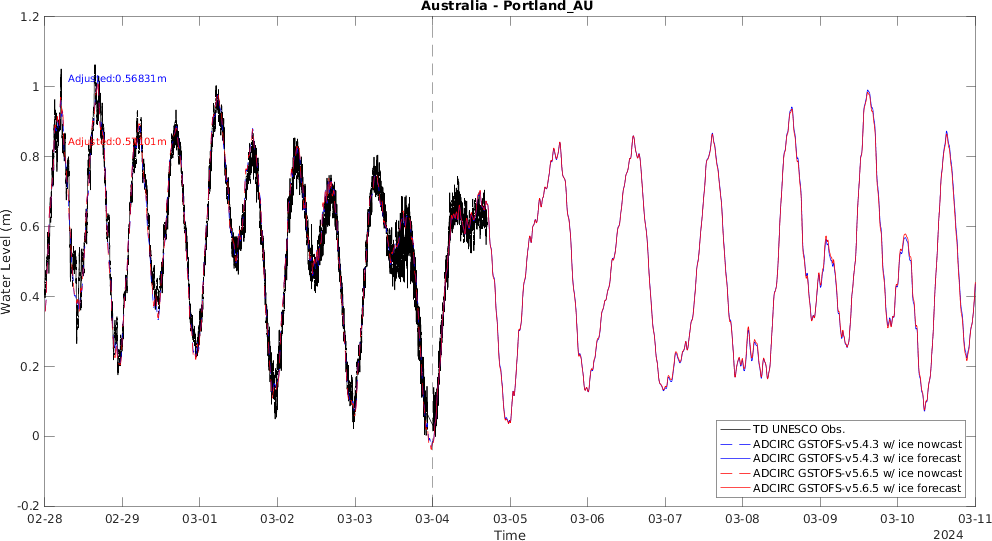 Australia - Portland_AU
1.2
1
0.8
0.6
0.4
0.2
0
-0.2
Water Level (m)
Adjusted:0.56831m
02-28
02-29
03-01
03-02
03-03
03-04
03-05
03-06
03-07
03-08
03-09
03-10
03-11
Time
2024
TD UNESCO Obs.
ADCIRC GSTOFS-v5.4.3 w/ ice nowcast
ADCIRC GSTOFS-v5.4.3 w/ ice forecast
ADCIRC GSTOFS-v5.6.5 w/ ice nowcast
ADCIRC GSTOFS-v5.6.5 w/ ice forecast